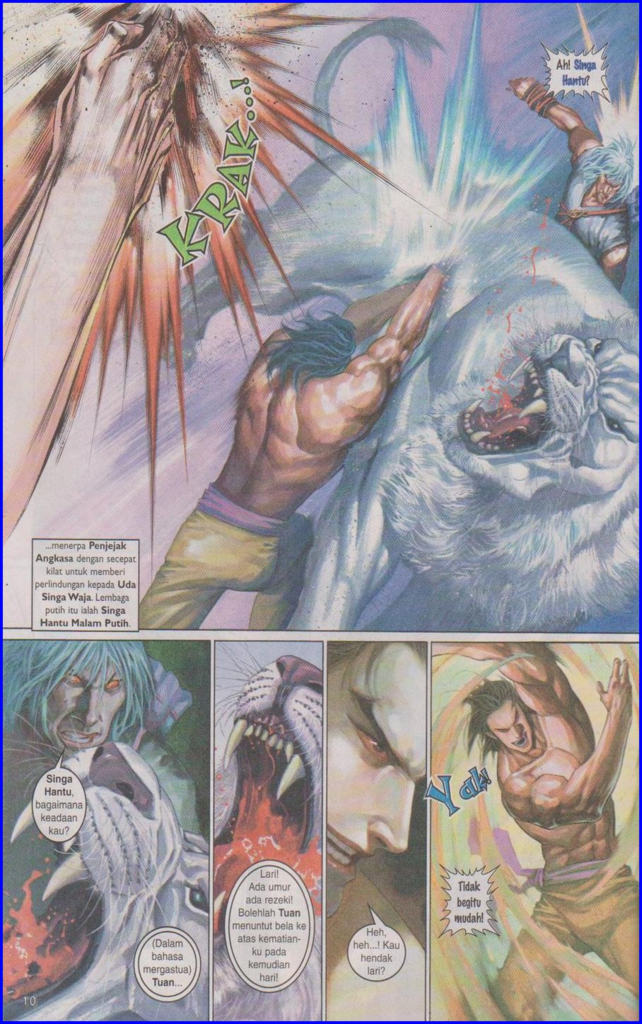 Ah! Singa
Hantu?
KRAK...!
...menerpa Penjejak
Angkasa dengan secepat
kilat untuk memberi
perlindungan kepada Uda
Singa Waja. Lembaga
putih itu ialah Singa
Hantu Malam Putih.
Singa
Hantu,
bagaimana
keadaan
kau?
(Dalam
bahasa
mergastua)
Tuan...
Lari!
Ada umur
ada rezeki!
Bolehlah Tuan
menuntut bela ke
atas kematian-
ku pada
kemudian
hari!
Heh,
heh...! Kau
hendak
lari?
Yak!
Tidak
begitu
mudah!
10